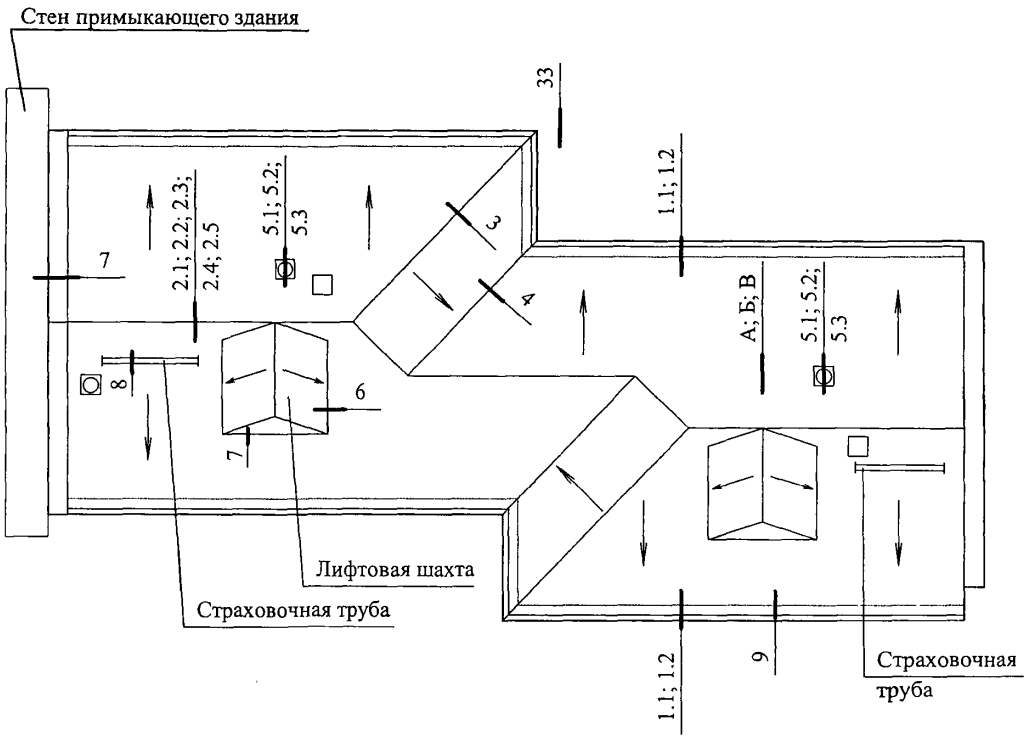 Стен примыкающего здания
33
7
2.1; 2.2; 2.3;
2.4; 2.5
5.1; 5.2;
5.3
1.1; 1.2
3
4
8
6
7
А; Б; В
5.1; 5.2;
5.3
Лифтовая шахта
Страховочная труба
1.1; 1.2
9
Страховочная
труба